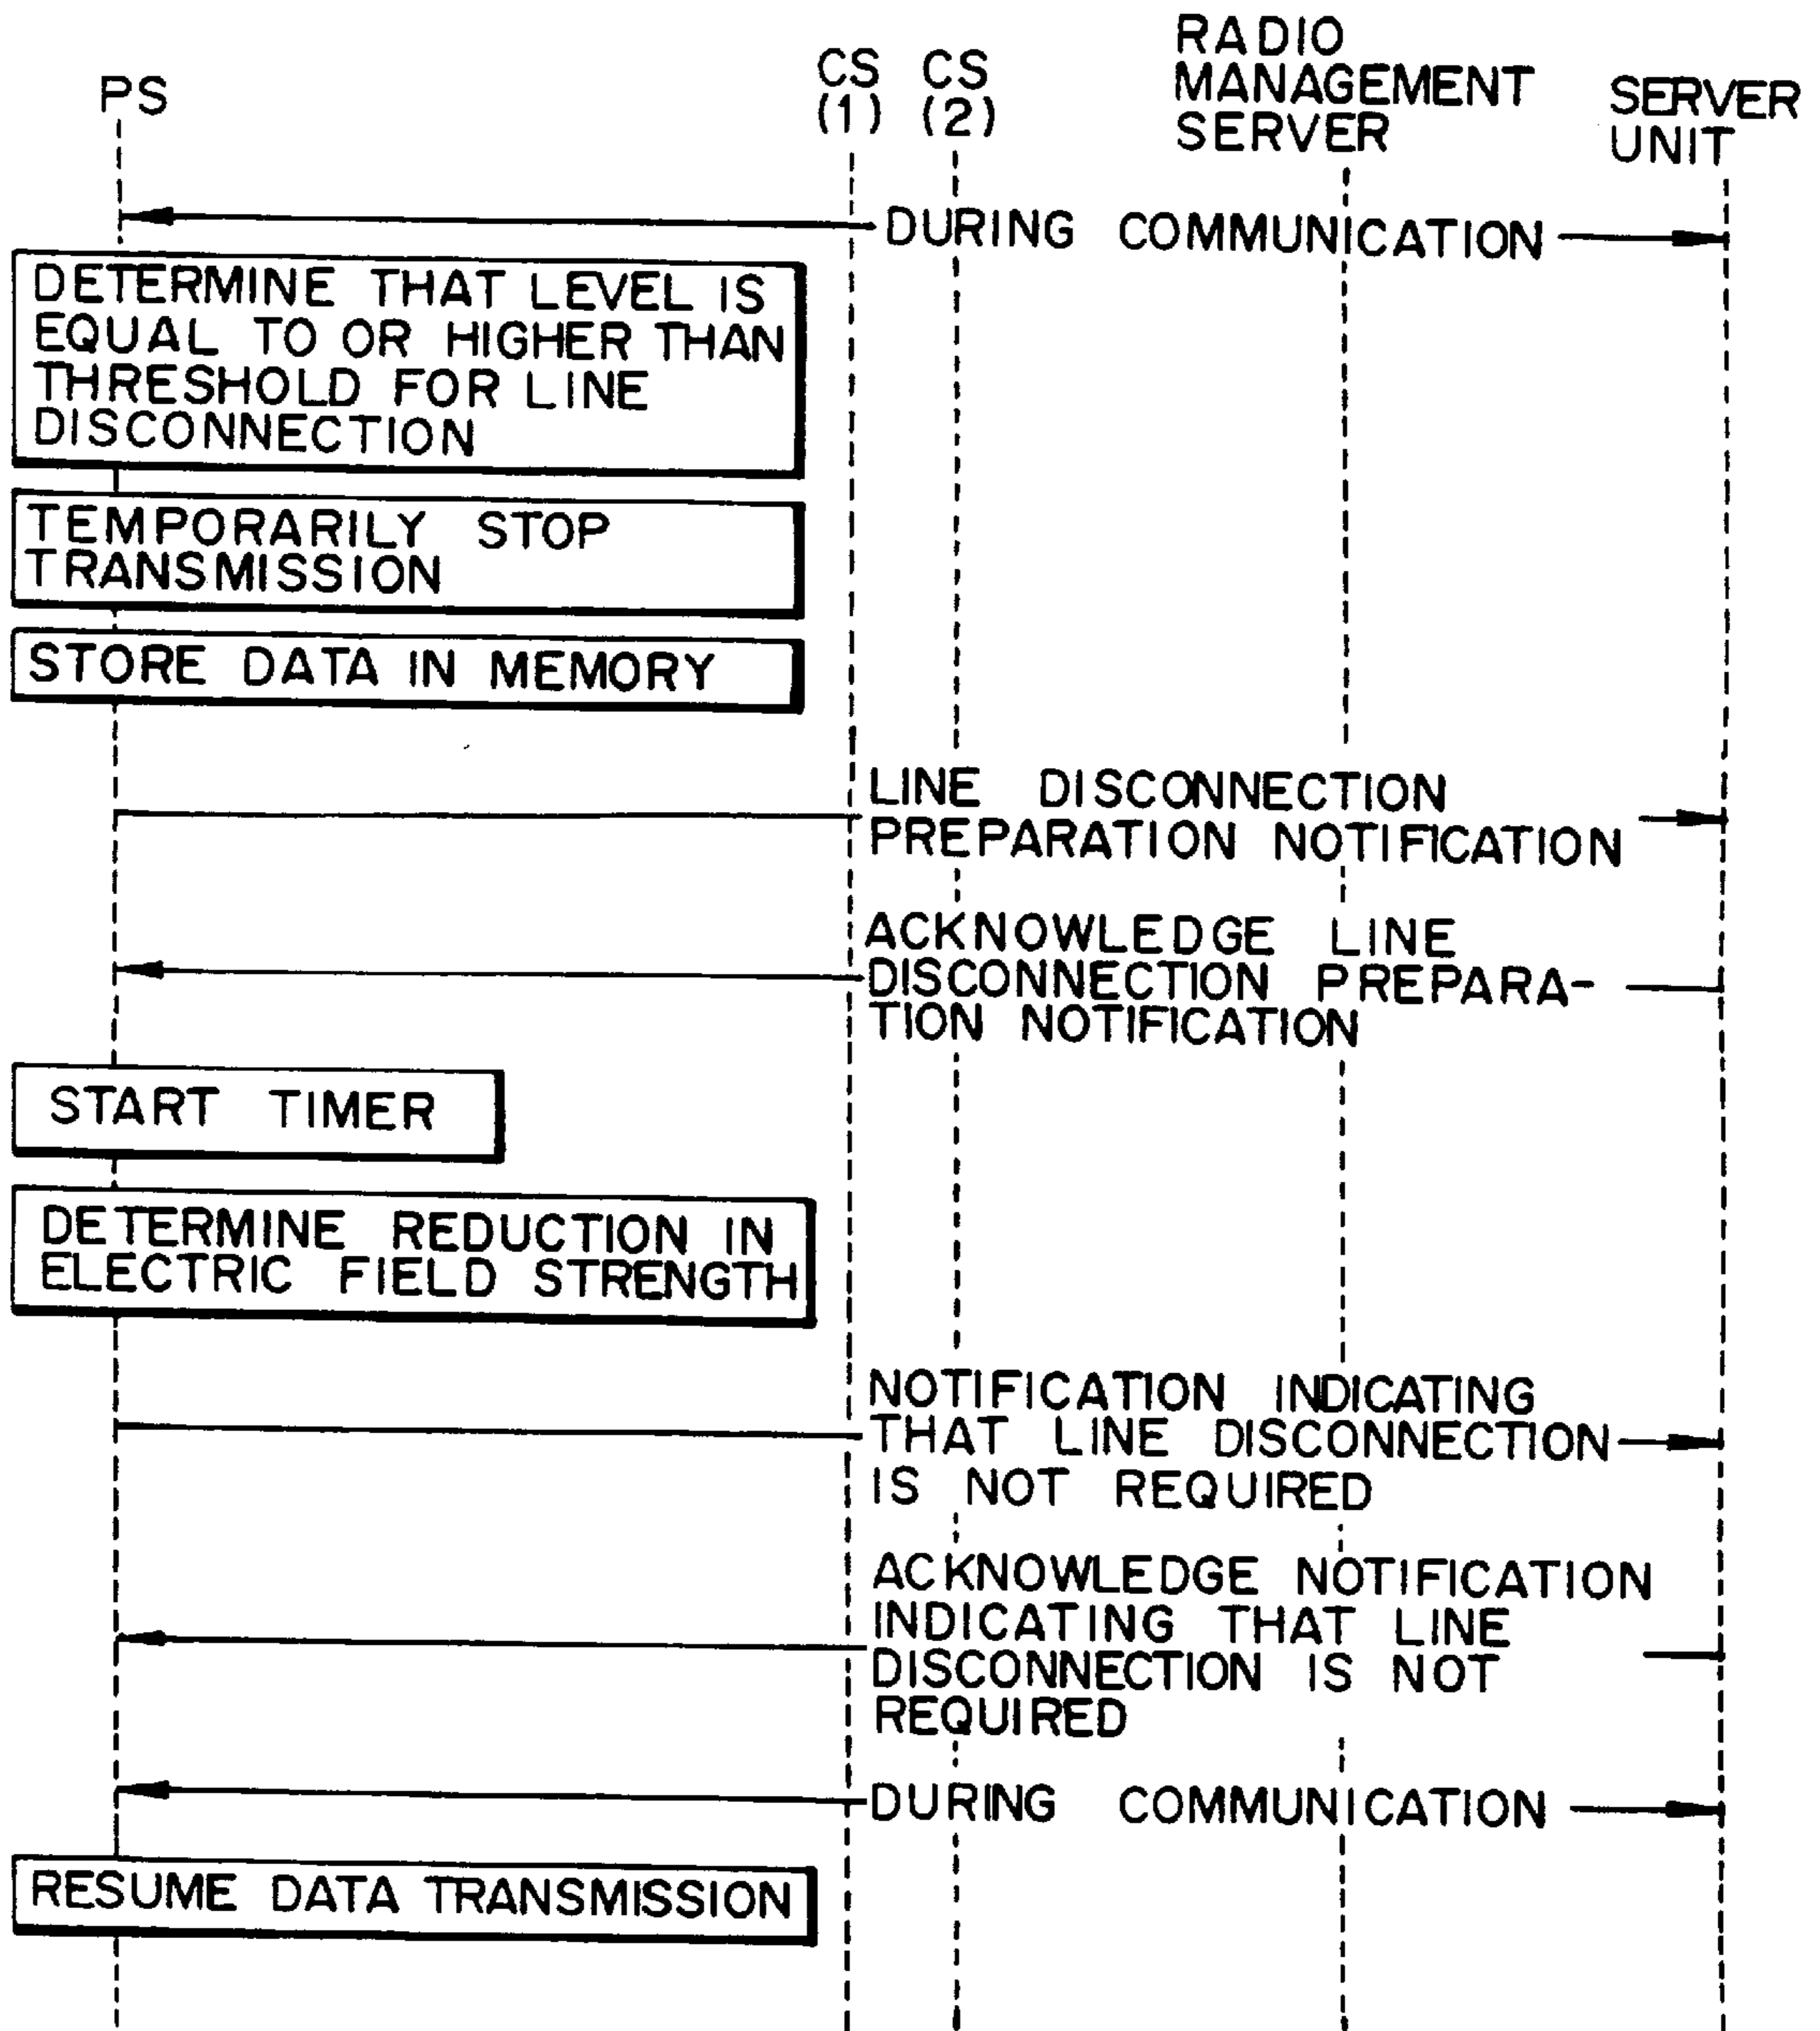 PS
CS
(1)
CS
(2)
RADIO
MANAGEMENT
SERVER
SERVER
UNIT
DURING COMMUNICATION
DETERMINE THAT LEVEL IS
EQUAL TO OR HIGHER THAN
THRESHOLD FOR LINE
DISCONNECTION
TEMPORARILY STOP
TRANSMISSION
STORE DATA IN MEMORY
LINE DISCONNECTION
PREPARATION NOTIFICATION
ACKNOWLEDGE LINE
DISCONNECTION PREPARA-
TION NOTIFICATION
START TIMER
DETERMINE REDUCTION IN
ELECTRIC FIELD STRENGTH
NOTIFICATION INDICATING
THAT LINE DISCONNECTION
IS NOT REQUIRED
ACKNOWLEDGE NOTIFICATION
INDICATING THAT LINE
DISCONNECTION IS NOT
REQUIRED
DURING COMMUNICATION
RESUME DATA TRANSMISSION